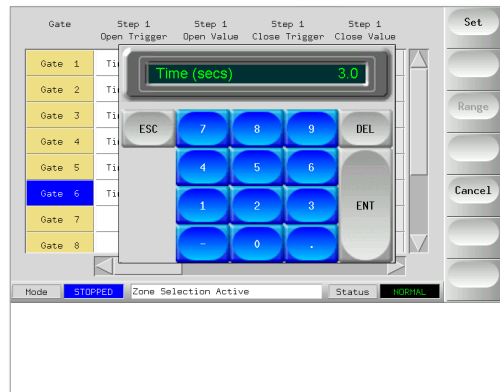 Gate Step 1 Step 1 Step 1 Step 1
Open Trigger Open Value Close Trigger Close Value
Set
Time (secs) 3.0
Gate 1
Gate 2
Gate 3
Gate 4
Gate 5
Gate 6
Gate 7
Gate 8
ESC 7 8 9 DEL
4 5 6
1 2 3 ENT
- 0 .
Range
Cancel
Mode STOPPED Zone Selection Active Status NORMAL